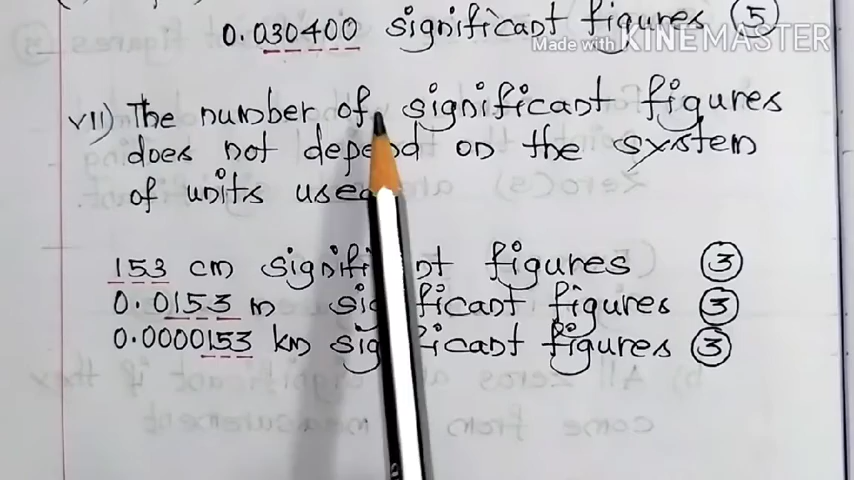 0.030400 significant figures 5
Made with KINEMASTER
VII) The number of significant figures
does not depend on the system
of units used
153 cm significant figures 3
0.0153 m significant figures 3
0.0000153 km significant figures 3